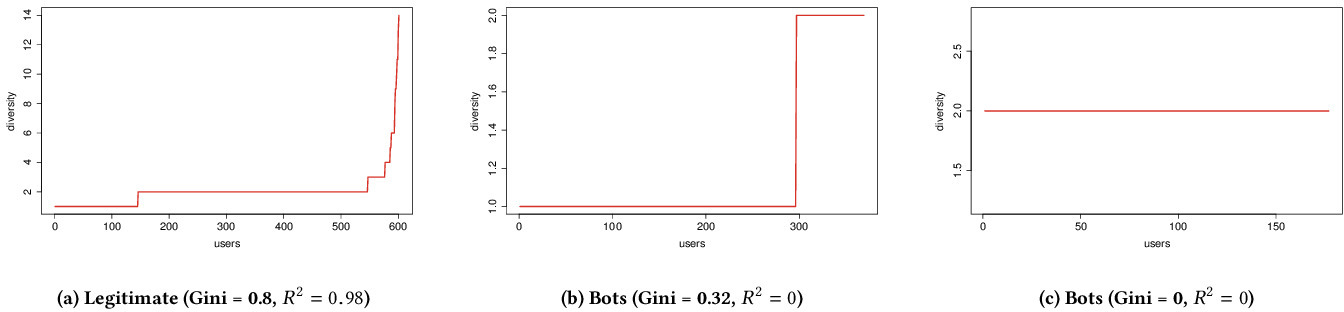 14
12
10
8
6
4
2
diversity
0 100 200 300 400 500 600
users
(a) Legitimate (Gini = 0.8, R² = 0.98)
2.0
1.8
1.6
1.4
1.2
1.0
diversity
0 100 200 300
users
(b) Bots (Gini = 0.32, R² = 0)
2.5
2.0
1.5
diversity
0 50 100 150
users
(c) Bots (Gini = 0, R² = 0)